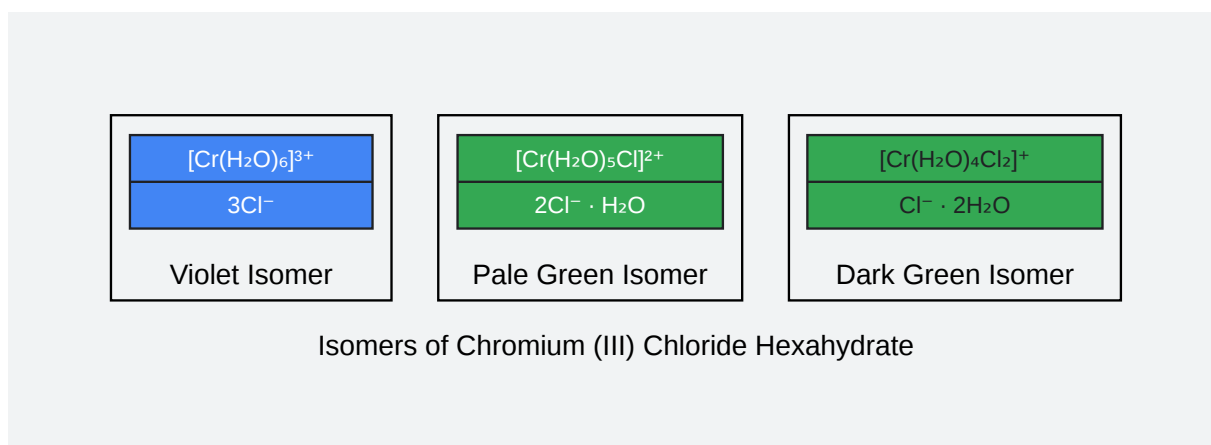 [Cr(H₂O)₆]³⁺
3Cl⁻
Violet Isomer
[Cr(H₂O)₅Cl]²⁺
2Cl⁻ · H₂O
Pale Green Isomer
[Cr(H₂O)₄Cl₂]⁺
Cl⁻ · 2H₂O
Dark Green Isomer
Isomers of Chromium (III) Chloride Hexahydrate